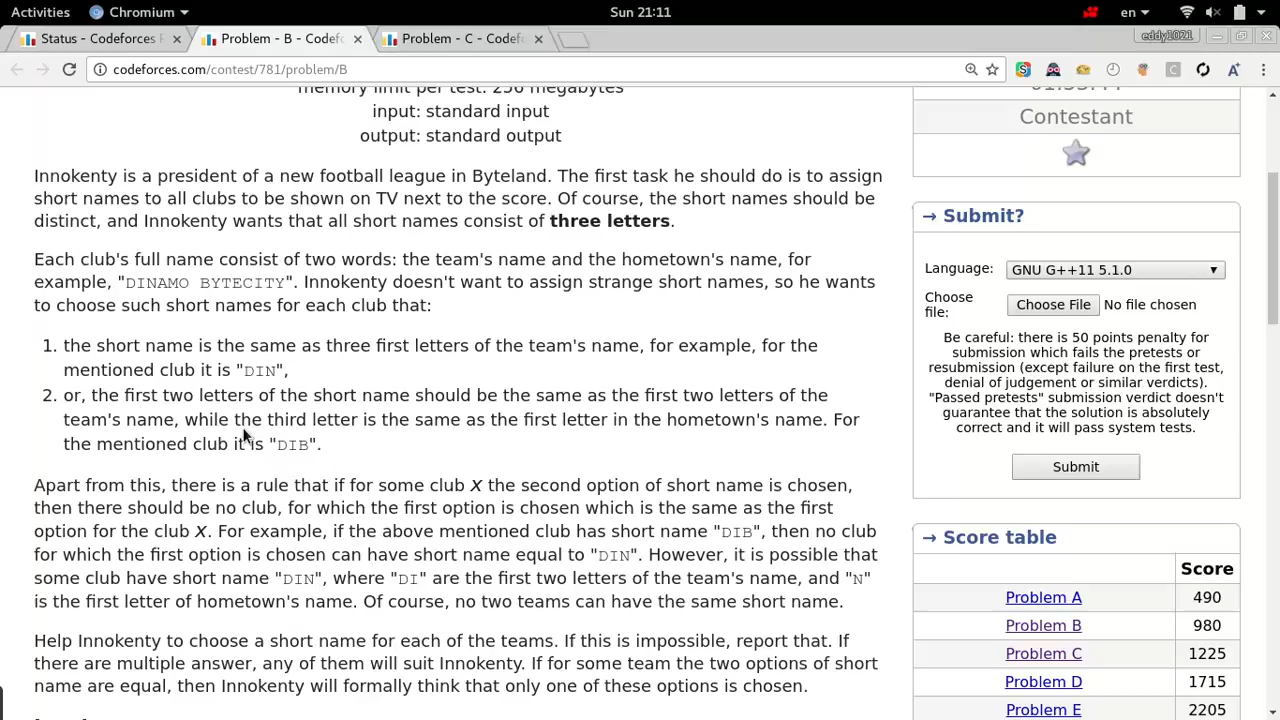 Activities Chromium Sun 21:11 en
Status - Codeforces Problem - B - Codef Problem - C - Codef eddy1021
codeforces.com/contest/781/problem/B
memory limit per test: 256 megabytes
input: standard input
output: standard output
Innokenty is a president of a new football league in Byteland. The first task he should do is to assign
short names to all clubs to be shown on TV next to the score. Of course, the short names should be
distinct, and Innokenty wants that all short names consist of three letters.
Each club's full name consist of two words: the team's name and the hometown's name, for
example, "DINAMO BYTECITY". Innokenty doesn't want to assign strange short names, so he wants
to choose such short names for each club that:
1. the short name is the same as three first letters of the team's name, for example, for the
mentioned club it is "DIN",
2. or, the first two letters of the short name should be the same as the first two letters of the
team's name, while the third letter is the same as the first letter in the hometown's name. For
the mentioned club it is "DIB".
Apart from this, there is a rule that if for some club X the second option of short name is chosen,
then there should be no club, for which the first option is chosen which is the same as the first
option for the club X. For example, if the above mentioned club has short name "DIB", then no club
for which the first option is chosen can have short name equal to "DIN". However, it is possible that
some club have short name "DIN", where "DI" are the first two letters of the team's name, and "N"
is the first letter of hometown's name. Of course, no two teams can have the same short name.
Help Innokenty to choose a short name for each of the teams. If this is impossible, report that. If
there are multiple answer, any of them will suit Innokenty. If for some team the two options of short
name are equal, then Innokenty will formally think that only one of these options is chosen.
Contestant
→ Submit?
Language: GNU G++11 5.1.0
Choose
file: Choose File No file chosen
Be careful: there is 50 points penalty for
submission which fails the pretests or
resubmission (except failure on the first test,
denial of judgement or similar verdicts).
"Passed pretests" submission verdict doesn't
guarantee that the solution is absolutely
correct and it will pass system tests.
Submit
→ Score table
Score
Problem A 490
Problem B 980
Problem C 1225
Problem D 1715
Problem E 2205